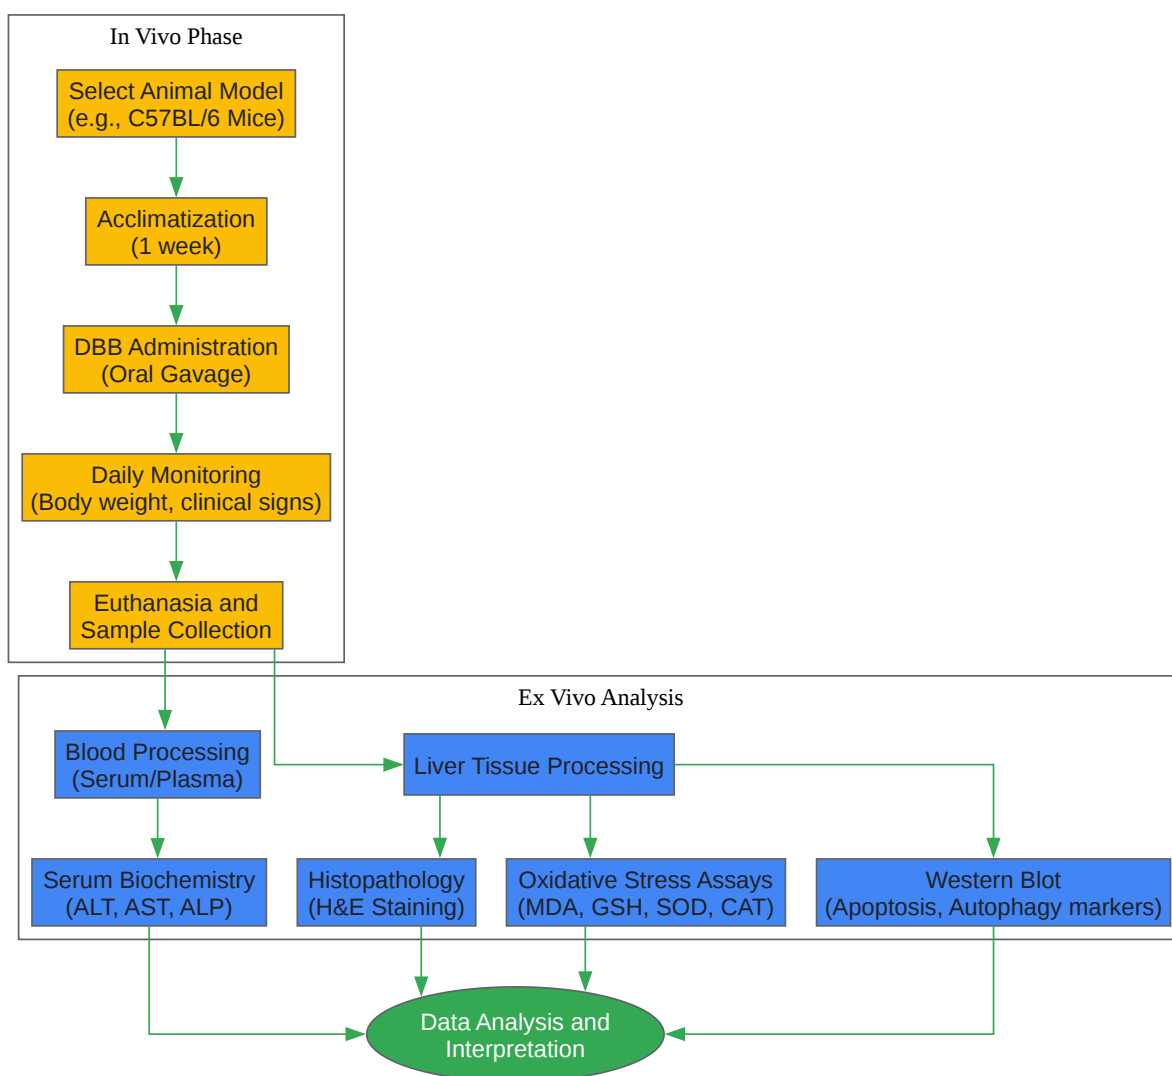 In Vivo Phase
Select Animal Model
(e.g., C57BL/6 Mice)
Acclimatization
(1 week)
DBB Administration
(Oral Gavage)
Daily Monitoring
(Body weight, clinical signs)
Euthanasia and
Sample Collection
Ex Vivo Analysis
Blood Processing
(Serum/Plasma)
Liver Tissue Processing
Serum Biochemistry
(ALT, AST, ALP)
Histopathology
(H&E Staining)
Oxidative Stress Assays
(MDA, GSH, SOD, CAT)
Western Blot
(Apoptosis, Autophagy markers)
Data Analysis and
Interpretation